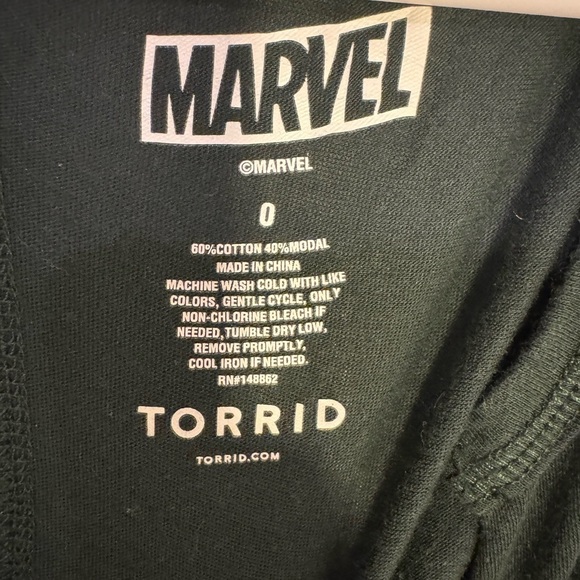 MARVEL
©MARVEL
0
60%COTTON 40%MODAL
MADE IN CHINA
MACHINE WASH COLD WITH LIKE
COLORS, GENTLE CYCLE, ONLY
NON-CHLORINE BLEACH IF
NEEDED,TUMBLE DRY LOW,
REMOVE PROMPTLY,
COOL IRON IF NEEDED.
RN#148862
TORRID
TORRID.COM